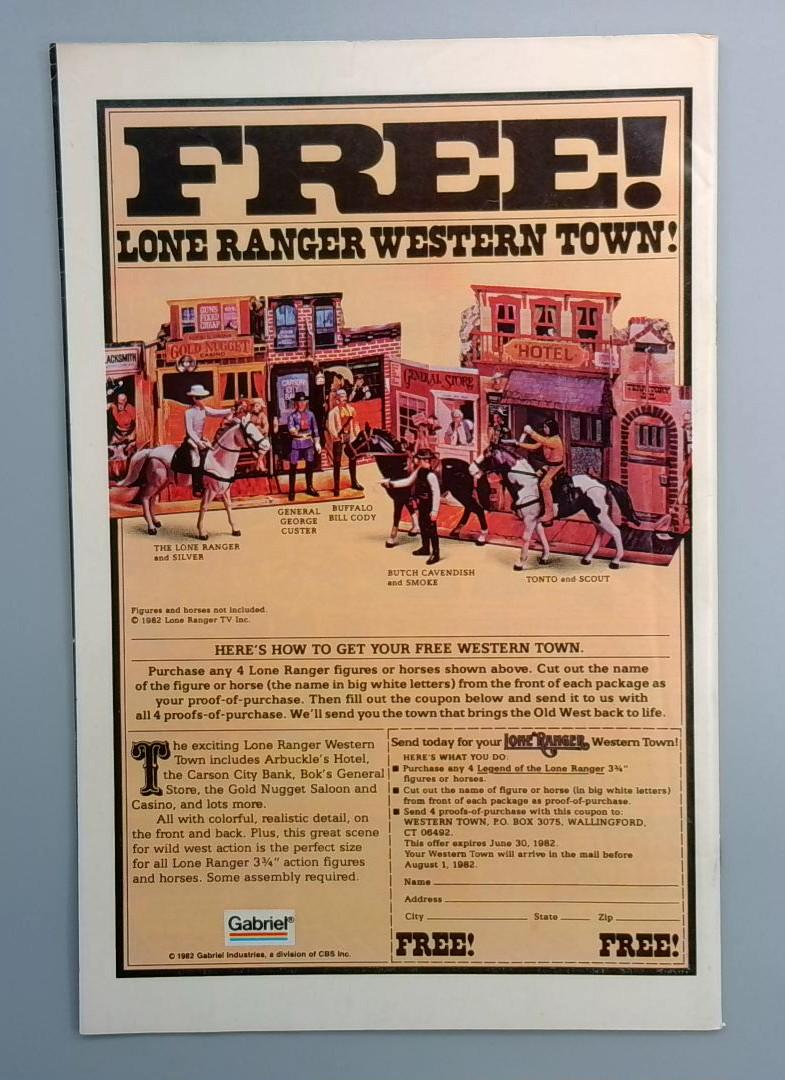 FREE!
LONE RANGER WESTERN TOWN!
GUNS
FIXED
CHEAP
LACKSMITH
GOLD NUGGET
CASINO
CARSON
CITY
GENERAL STORE
HOTEL
TERRITORY
GENERAL
GEORGE
CUSTER
BUFFALO
BILL CODY
THE LONE RANGER
and SILVER
BUTCH CAVENDISH
and SMOKE
TONTO and SCOUT
Figures and horses not included.
© 1982 Lone Ranger TV Inc.
HERE'S HOW TO GET YOUR FREE WESTERN TOWN.
Purchase any 4 Lone Ranger figures or horses shown above. Cut out the name
of the figure or horse (the name in big white letters) from the front of each package as
your proof-of-purchase. Then fill out the coupon below and send it to us with
all 4 proofs-of-purchase. We'll send you the town that brings the Old West back to life.
The exciting Lone Ranger Western
Town includes Arbuckle's Hotel,
the Carson City Bank, Bok's General
Store, the Gold Nugget Saloon and
Casino, and lots more.
All with colorful, realistic detail, on
the front and back. Plus, this great scene
for wild west action is the perfect size
for all Lone Ranger 3¾" action figures
and horses. Some assembly required.
Gabriel®
© 1982 Gabriel Industries, a division of CBS Inc.
Send today for your LONE RANGER Western Town!
HERE'S WHAT YOU DO:
■ Purchase any 4 Legend of the Lone Ranger 3¾"
figures or horses.
■ Cut out the name of figure or horse (in big white letters)
from front of each package as proof-of-purchase.
■ Send 4 proofs-of-purchase with this coupon to:
WESTERN TOWN, P.O. BOX 3075, WALLINGFORD,
CT 06492.
This offer expires June 30, 1982.
Your Western Town will arrive in the mail before
August 1, 1982.
Name
Address
City State Zip
FREE! FREE!